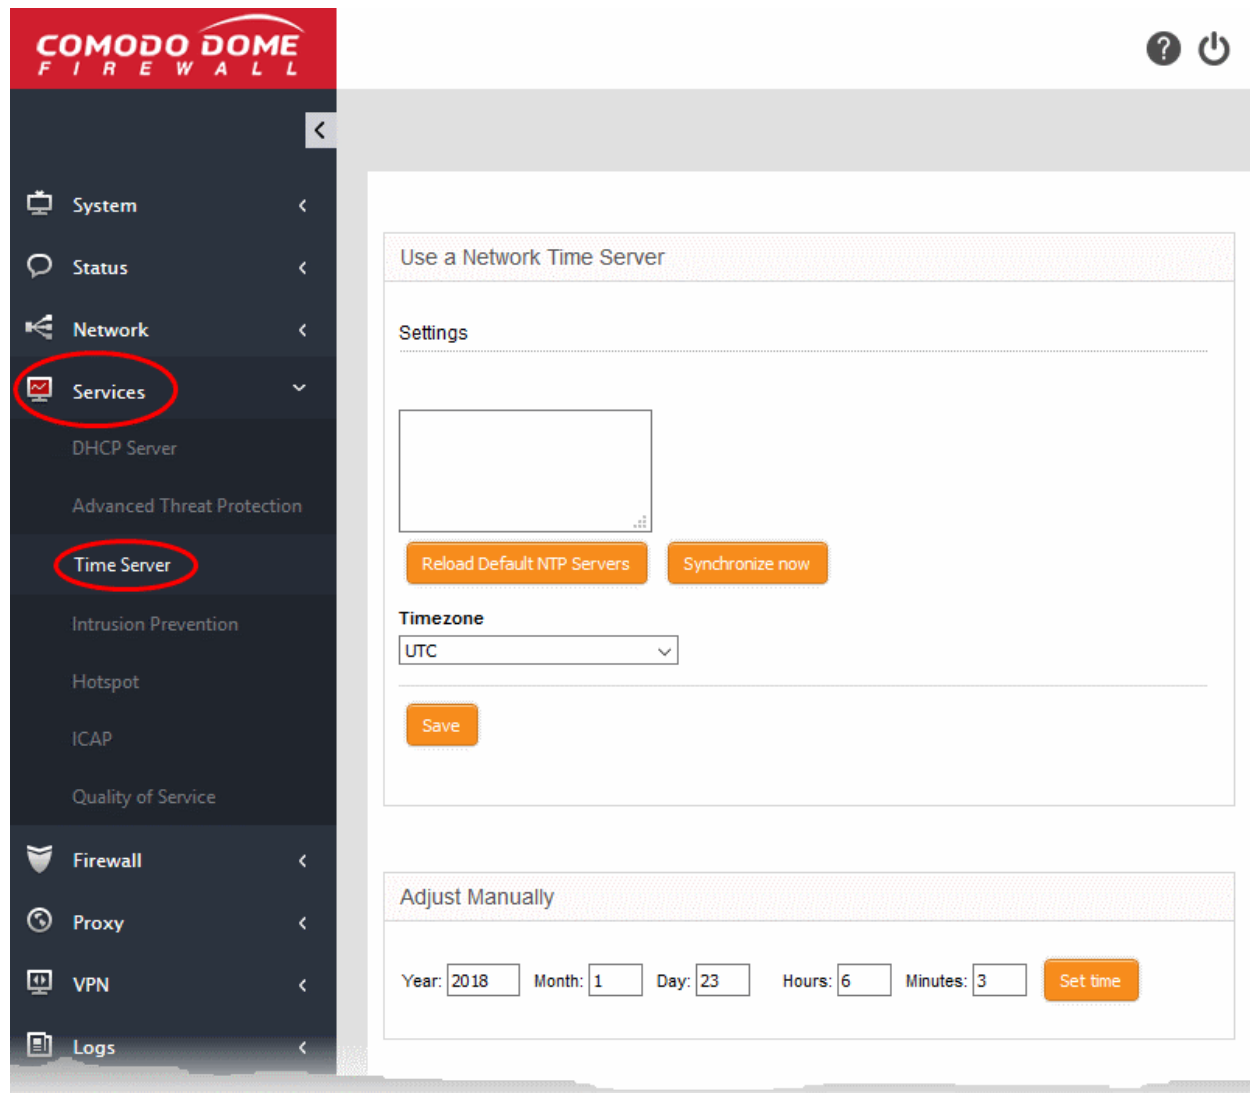 COMODO DOME
FIREWALL
System
Status
Network
Services
DHCP Server
Advanced Threat Protection
Time Server
Intrusion Prevention
Hotspot
ICAP
Quality of Service
Firewall
Proxy
VPN
Logs
Use a Network Time Server
Settings
Reload Default NTP Servers Synchronize now
Timezone
UTC
Save
Adjust Manually
Year: 2018 Month: 1 Day: 23 Hours: 6 Minutes: 3 Set time